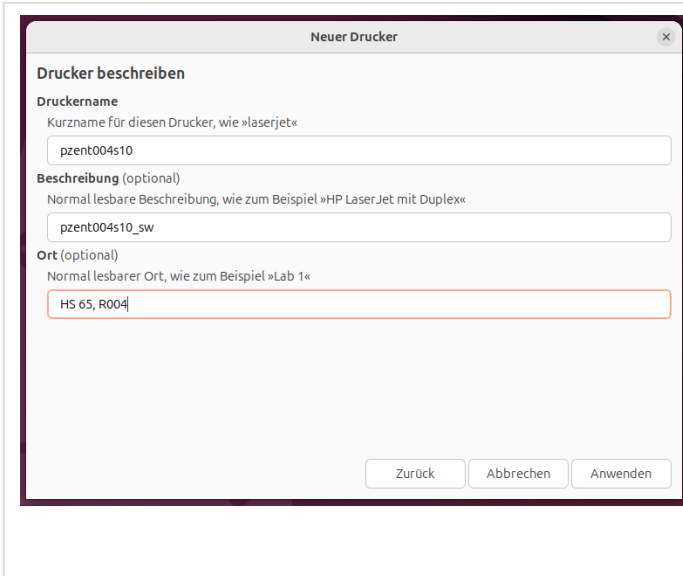 Neuer Drucker
Drucker beschreiben
Druckername
Kurzname für diesen Drucker, wie »laserjet«
pzent004s10
Beschreibung (optional)
Normal lesbare Beschreibung, wie zum Beispiel »HP LaserJet mit Duplex«
pzent004s10_sw
Ort (optional)
Normal lesbarer Ort, wie zum Beispiel »Lab 1«
HS 65, R004
Zurück Abbrechen Anwenden